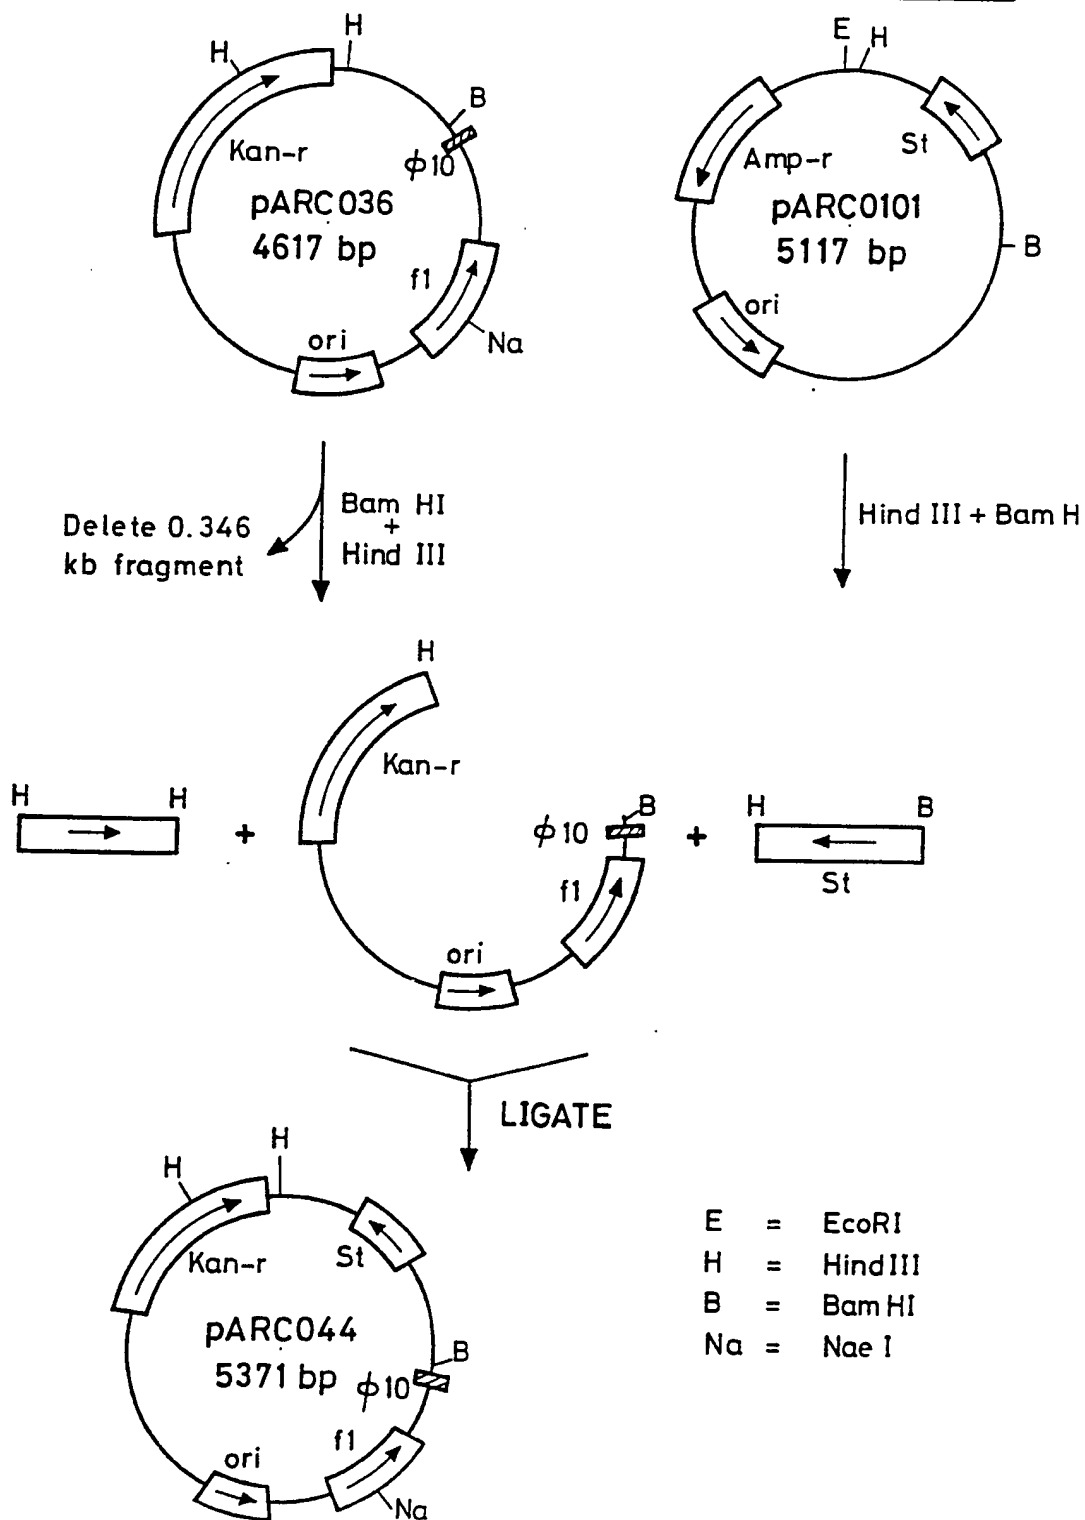 H
H
B
Kan-r
ϕ10
pARC036
4617 bp
f1
Na
ori
E
H
St
Amp-r
pARC0101
5117 bp
B
ori
Delete 0.346
kb fragment
Bam HI
+
Hind III
Hind III + Bam H
H
Kan-r
H H
+
ϕ10
B
f1
ori
+
H B
St
LIGATE
H
H
Kan-r
St
pARC044
5371 bp
B
ϕ10
f1
ori
Na
E = EcoRI
H = Hind III
B = Bam HI
Na = Nae I